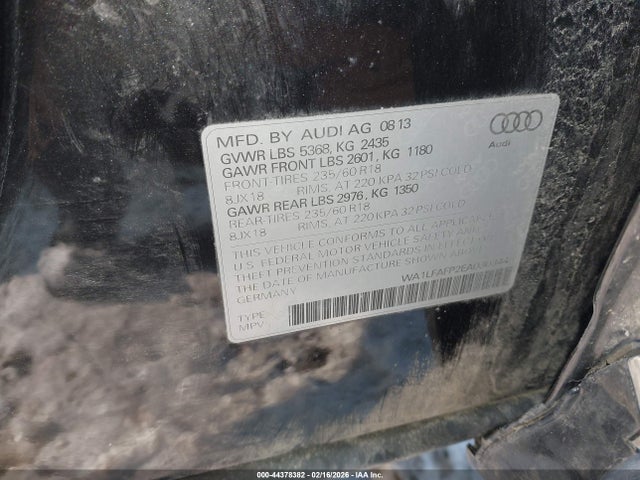 MFD. BY AUDI AG 08 13
GVWR LBS 5368, KG 2435
GAWR FRONT LBS 2601, KG 1180
FRONT-TIRES 235/60 R18
8JX18 RIMS, AT 220 KPA 32 PSI COLD
GAWR REAR LBS 2976, KG 1350
REAR-TIRES 235/60 R18
8JX18 RIMS, AT 220 KPA 32 PSI COLD
THIS VEHICLE CONFORMS TO ALL APPLICABLE
U.S. FEDERAL MOTOR VEHICLE SAFETY AND
THEFT PREVENTION STANDARDS IN EFFECT ON
THE DATE OF MANUFACTURE SHOWN ABOVE
GERMANY
TYPE
MPV
Audi
000-44378382 - 02/16/2026 - IAA Inc.